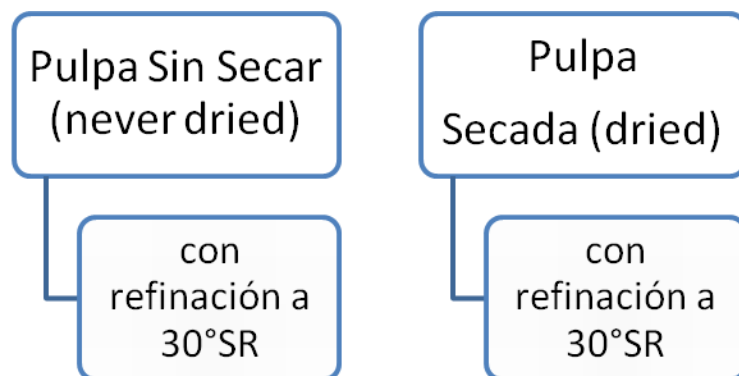 Pulpa Sin Secar
(never dried)
con
refinación a
30°SR
Pulpa
Secada (dried)
con
refinación a
30°SR